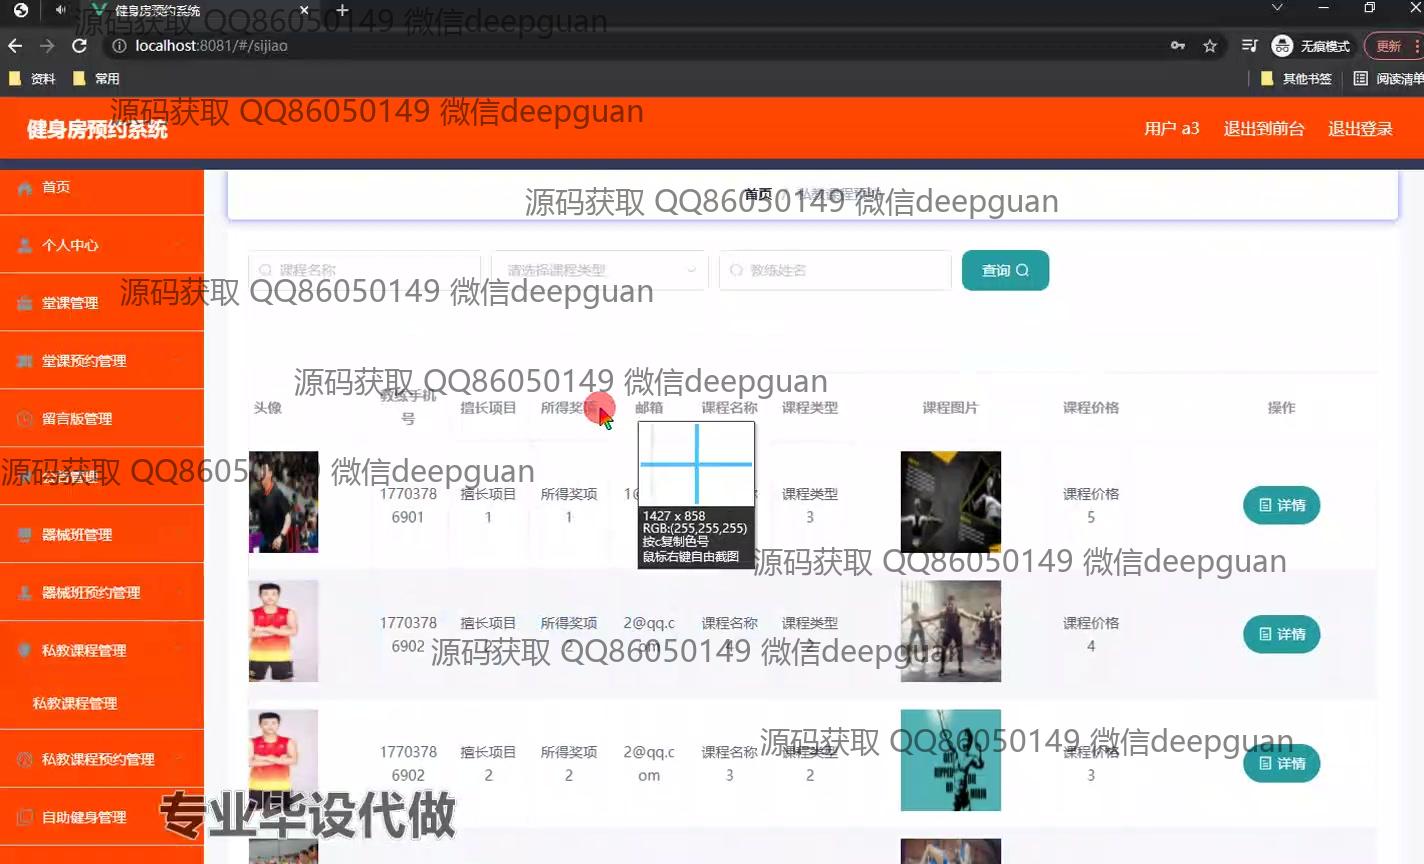 健身房预约系统
源码获取 QQ86050149 微信deepguan
localhost:8081/#/sijiao
无痕模式
更新
资料
常用
其他书签
阅读清单
源码获取 QQ86050149 微信deepguan
健身房预约系统
用户 a3
退出到前台
退出登录
首页
首页
源码获取 QQ86050149 微信deepguan
个人中心
课程名称
请选择课程类型
教练姓名
查询
源码获取 QQ86050149 微信deepguan
堂课管理
堂课预约管理
源码获取 QQ86050149 微信deepguan
头像
教练手机号
擅长项目
所得奖项
邮箱
课程名称
课程类型
课程图片
课程价格
操作
留言版管理
源码获取 QQ86050149 微信deepguan
公告管理
1770378
6901
擅长项目
1
所得奖项
1
课程类型
3
课程价格
5
详情
1427 x 858
RGB:(255,255,255)
按c复制色号
鼠标右键自由截图
器械班管理
源码获取 QQ86050149 微信deepguan
器械班预约管理
1770378
6902
擅长项目
2
所得奖项
2
2@qq.c
om
课程名称
课程类型
课程价格
4
详情
源码获取 QQ86050149 微信deepguan
私教课程管理
私教课程管理
源码获取 QQ86050149 微信deepguan
1770378
6902
擅长项目
2
所得奖项
2
2@qq.c
om
课程名称
3
课程类型
2
课程价格
3
详情
私教课程预约管理
自助健身管理
专业毕设代做